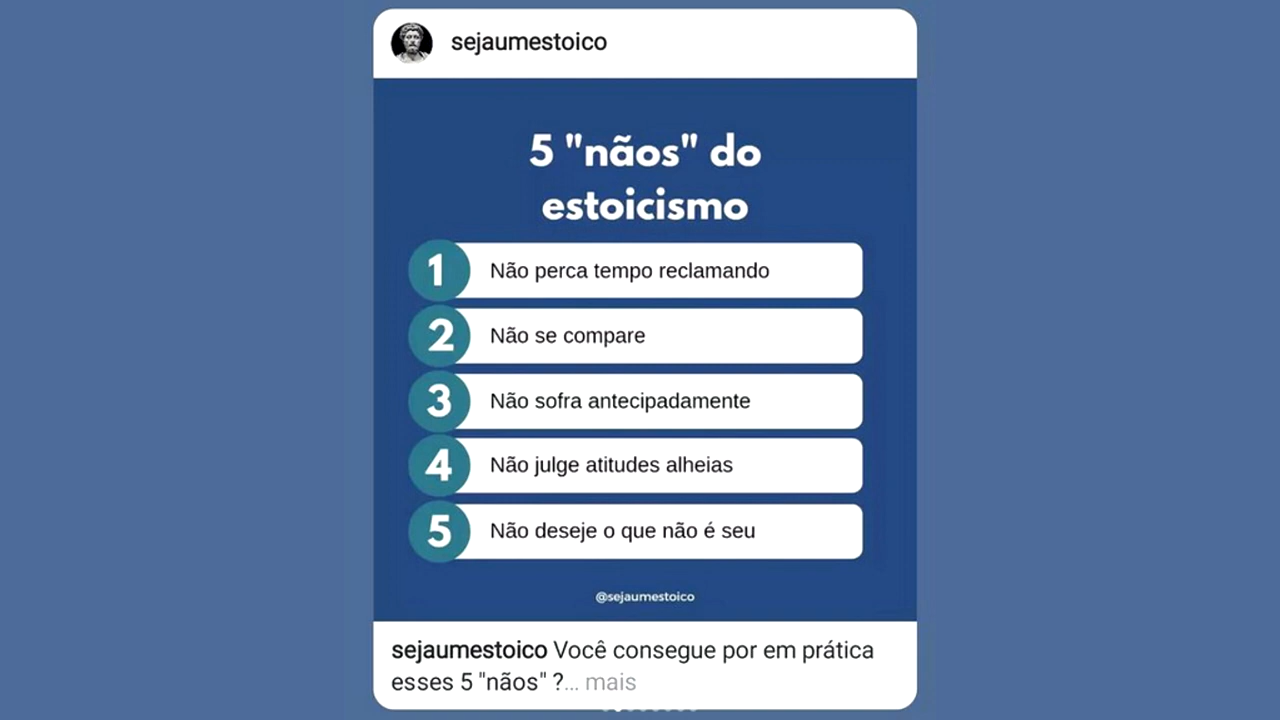 sejaumestoico
5 "nãos" do
estoicismo
1 Não perca tempo reclamando
2 Não se compare
3 Não sofra antecipadamente
4 Não julge atitudes alheias
5 Não deseje o que não é seu
@sejaumestoico
sejaumestoico Você consegue por em prática
esses 5 "nãos" ?... mais